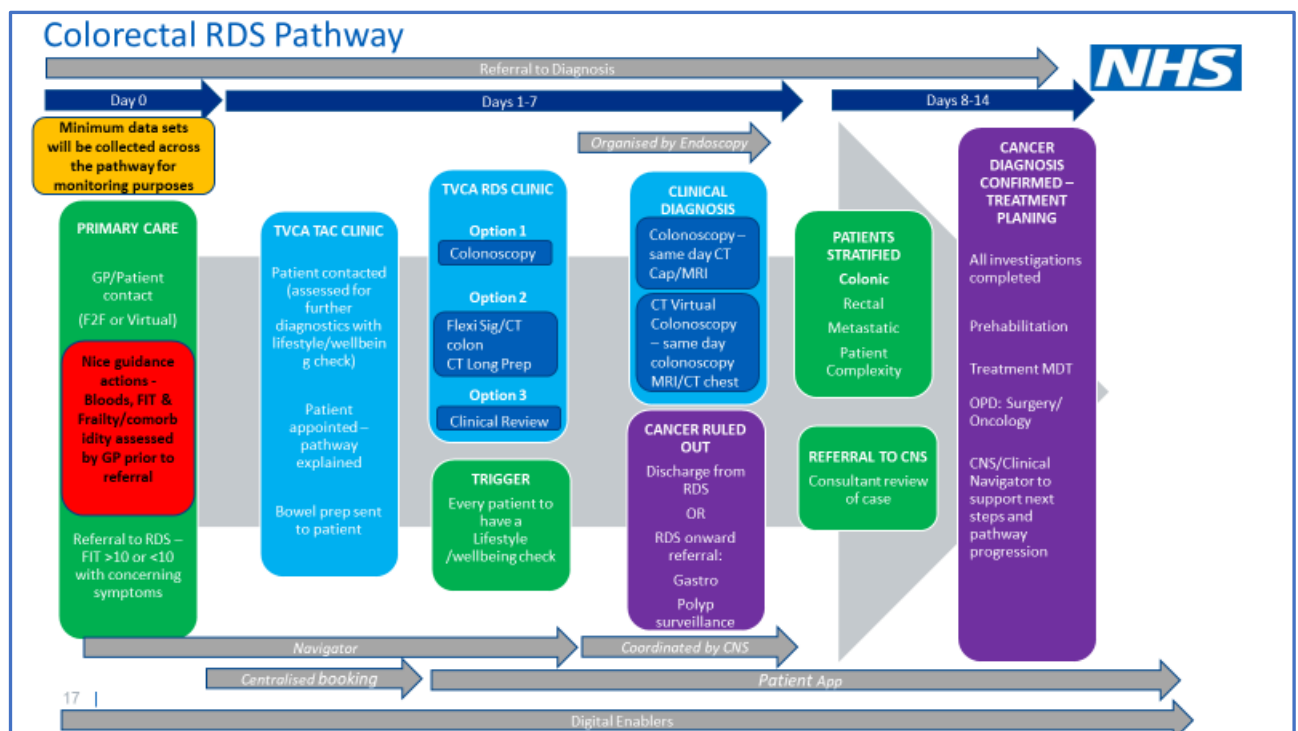 Colorectal RDS Pathway
NHS
Referral to Diagnosis
Day 0
Days 1-7
Days 8-14
Minimum data sets
will be collected across
the pathway for
monitoring purposes
Organised by Endoscopy
PRIMARY CARE
GP/Patient
contact
(F2F or Virtual)
Nice guidance
actions -
Bloods, FIT &
Frailty/comorb
idity assessed
by GP prior to
referral
Referral to RDS –
FIT >10 or <10
with concerning
symptoms
TVCA TAC CLINIC
Patient contacted
(assessed for
further
diagnostics with
lifestyle/wellbein
g check)
Patient
appointed –
pathway
explained
Bowel prep sent
to patient
TVCA RDS CLINIC
Option 1
Colonoscopy
Option 2
Flexi Sig/CT
colon
CT Long Prep
Option 3
Clinical Review
TRIGGER
Every patient to
have a
Lifestyle
/wellbeing check
CLINICAL
DIAGNOSIS
Colonoscopy –
same day CT
Cap/MRI
CT Virtual
Colonoscopy
– same day
colonoscopy
MRI/CT chest
CANCER RULED
OUT
Discharge from
RDS
OR
RDS onward
referral:
Gastro
Polyp
surveillance
PATIENTS
STRATIFIED
Colonic
Rectal
Metastatic
Patient
Complexity
REFERRAL TO CNS
Consultant review
of case
CANCER
DIAGNOSIS
CONFIRMED –
TREATMENT
PLANING
All investigations
completed
Prehabilitation
Treatment MDT
OPD: Surgery/
Oncology
CNS/Clinical
Navigator to
support next
steps and
pathway
progression
Navigator
Coordinated by CNS
Centralised booking
Patient App
17 |
Digital Enablers